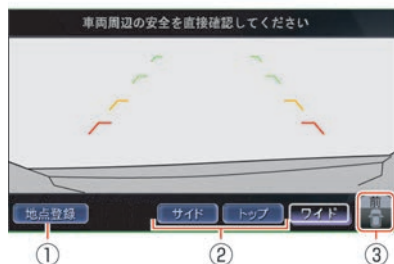 車両周辺の安全を直接確認してください
地点登録 サイド トップ ワイド 前
① ② ③